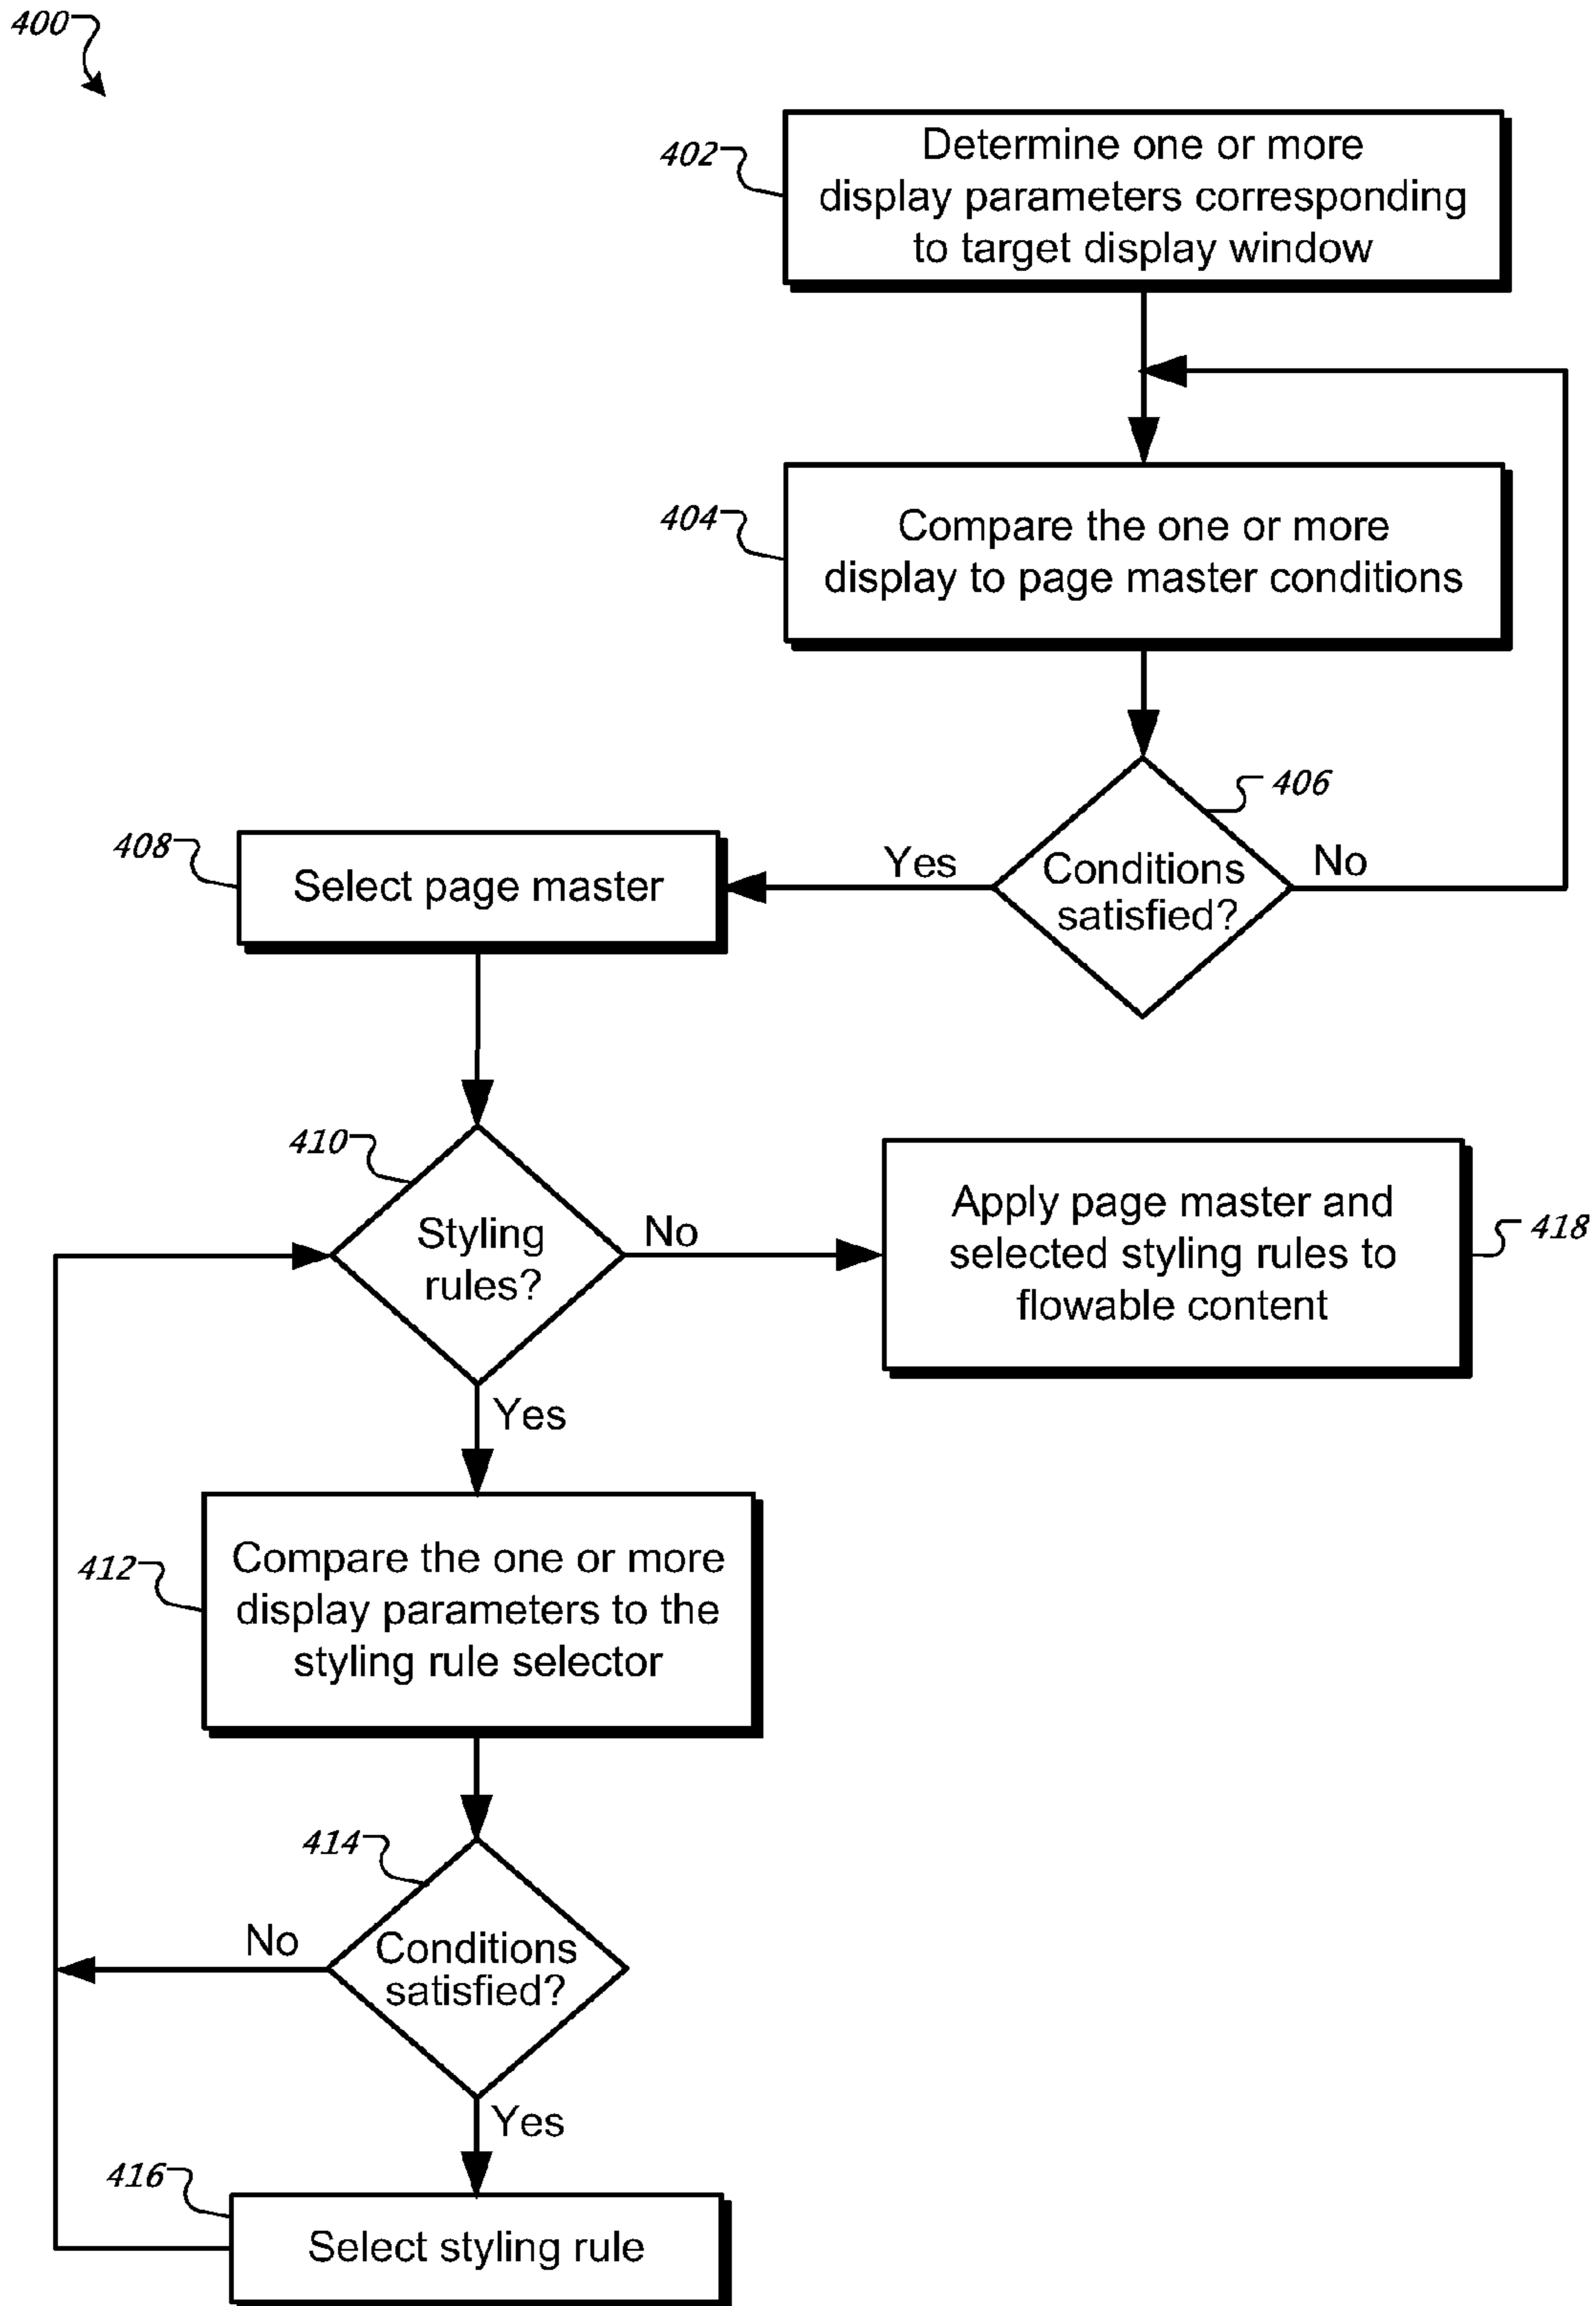 400
402
Determine one or more
display parameters corresponding
to target display window
404
Compare the one or more
display to page master conditions
406
Conditions
satisfied?
Yes
No
408
Select page master
410
Styling
rules?
No
Yes
Apply page master and
selected styling rules to
flowable content
418
412
Compare the one or more
display parameters to the
styling rule selector
414
Conditions
satisfied?
No
Yes
416
Select styling rule